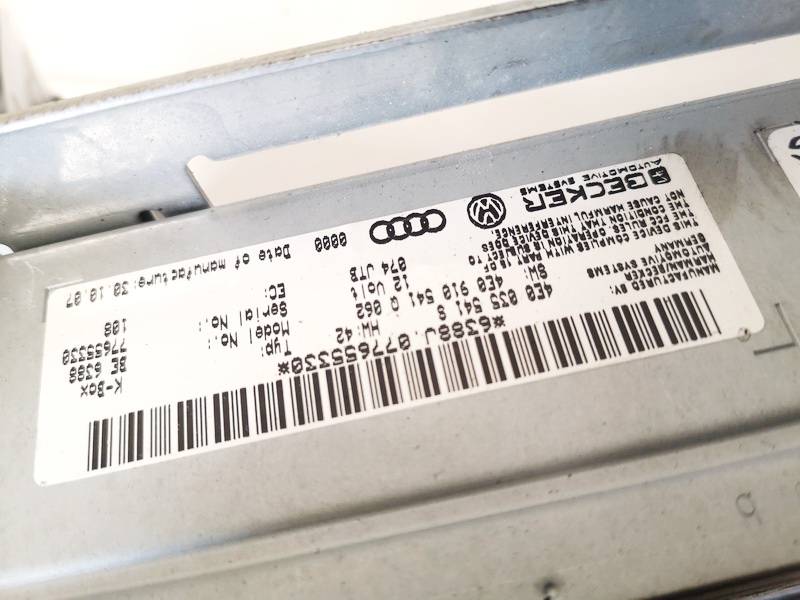 *6388J.077655330*
MANUFACTURED BY:
HARMAN/BECKER
AUTOMOTIVE SYSTEMS
GERMANY
THIS DEVICE COMPLIES WITH PART 15 OF
THE FCC RULES. OPERATION IS SUBJECT TO
THE CONDITION THAT THIS DEVICE DOES
NOT CAUSE HARMFUL INTERFERENCE.
BECKER
AUTOMOTIVE SYSTEMS
4E0 035 541 S HW: 42
SW: 4E0 910 541 Q 062
12 Volt
074 JTB
0000
Typ: K-Box
Model No.: 6388
Serial No.: 77655330
EC: 108
Date of manufacture:30.10.07